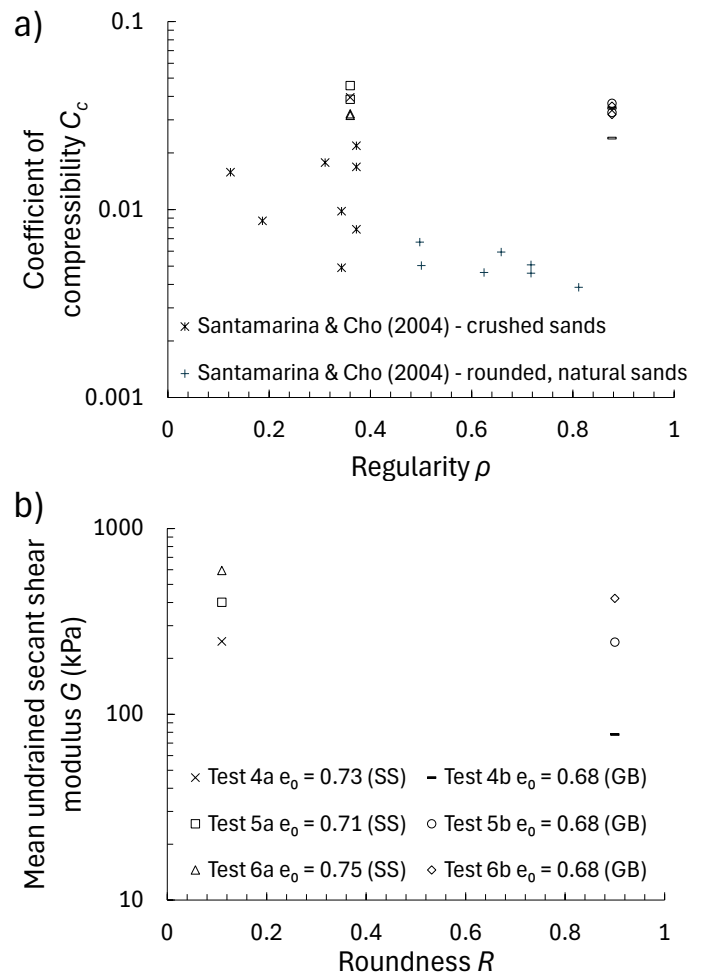 a)
0.1
0.01
0.001
Coefficient of
compressibility Cc
Santamarina & Cho (2004) - crushed sands
Santamarina & Cho (2004) - rounded, natural sands
0 0.2 0.4 0.6 0.8 1
Regularity ρ
b)
1000
100
10
Mean undrained secant shear
modulus G (kPa)
Test 4a e₀ = 0.73 (SS) Test 4b e₀ = 0.68 (GB)
Test 5a e₀ = 0.71 (SS) Test 5b e₀ = 0.68 (GB)
Test 6a e₀ = 0.75 (SS) Test 6b e₀ = 0.68 (GB)
0 0.2 0.4 0.6 0.8 1
Roundness R